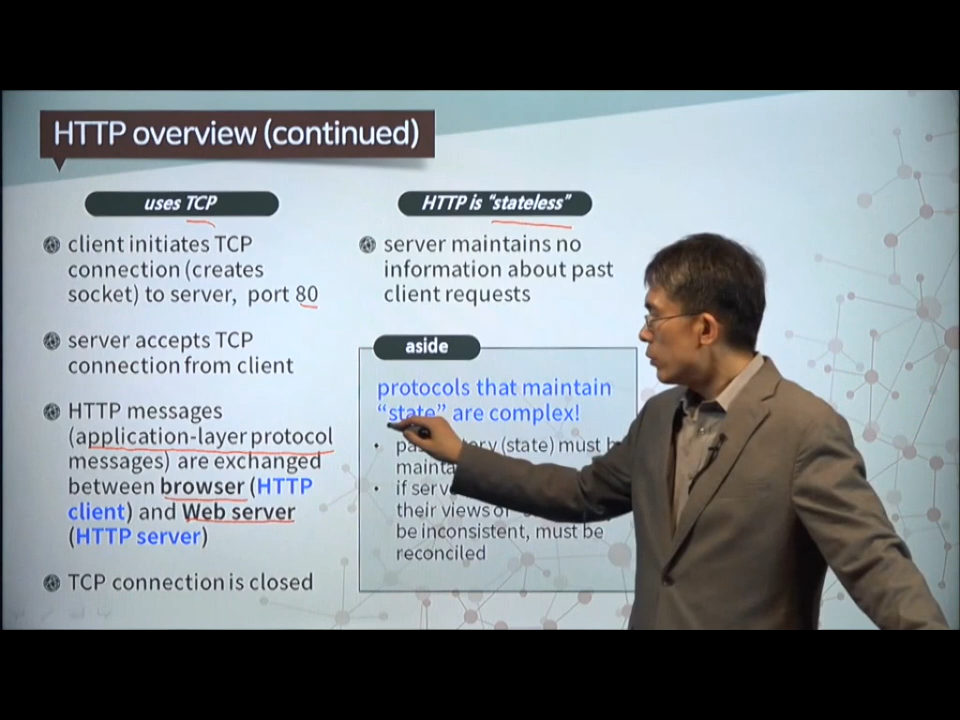 HTTP overview (continued)
uses TCP
client initiates TCP
connection (creates
socket) to server, port 80
server accepts TCP
connection from client
HTTP messages
(application-layer protocol
messages) are exchanged
between browser (HTTP
client) and Web server
(HTTP server)
TCP connection is closed
HTTP is "stateless"
server maintains no
information about past
client requests
aside
protocols that maintain
"state" are complex!
(state) must
if
their views of
be inconsistent, must be
reconciled